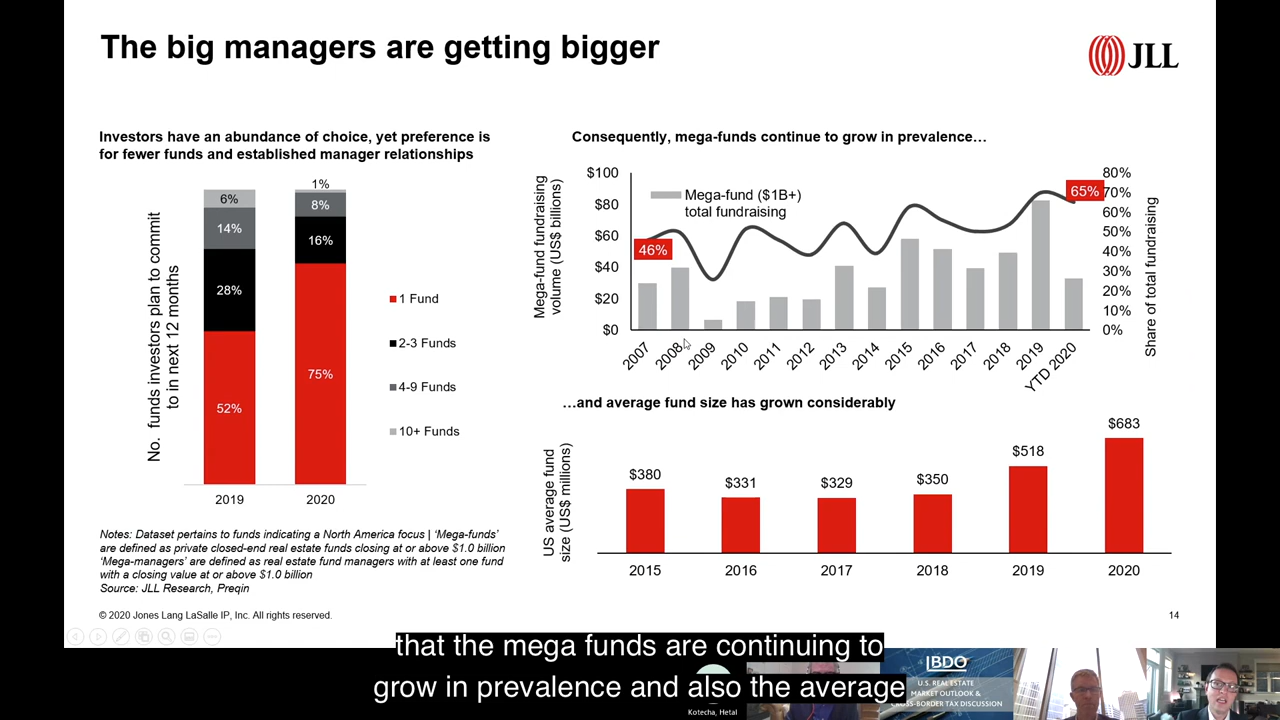 The big managers are getting bigger
JLL
Investors have an abundance of choice, yet preference is
for fewer funds and established manager relationships
No. funds investors plan to commit
to in next 12 months
6%
14%
28%
52%
2019
1%
8%
16%
75%
2020
1 Fund
2-3 Funds
4-9 Funds
10+ Funds
Consequently, mega-funds continue to grow in prevalence…
Mega-fund fundraising
volume (US$ billions)
$100
$80
$60
$40
$20
$0
Mega-fund ($1B+)
total fundraising
46%
65%
80%
70%
60%
50%
40%
30%
20%
10%
0%
Share of total fundraising
2007
2008
2009
2010
2011
2012
2013
2014
2015
2016
2017
2018
2019
YTD 2020
…and average fund size has grown considerably
US average fund
size (US$ millions)
$380
$331
$329
$350
$518
$683
2015
2016
2017
2018
2019
2020
Notes: Dataset pertains to funds indicating a North America focus | ‘Mega-funds’
are defined as private closed-end real estate funds closing at or above $1.0 billion
‘Mega-managers’ are defined as real estate fund managers with at least one fund
with a closing value at or above $1.0 billion
Source: JLL Research, Preqin
© 2020 Jones Lang LaSalle IP, Inc. All rights reserved.
14
that the mega funds are continuing to
grow in prevalence and also the average
Kotecha, Hetal
BDO
U.S. REAL ESTATE
MARKET OUTLOOK &
CROSS-BORDER TAX DISCUSSION